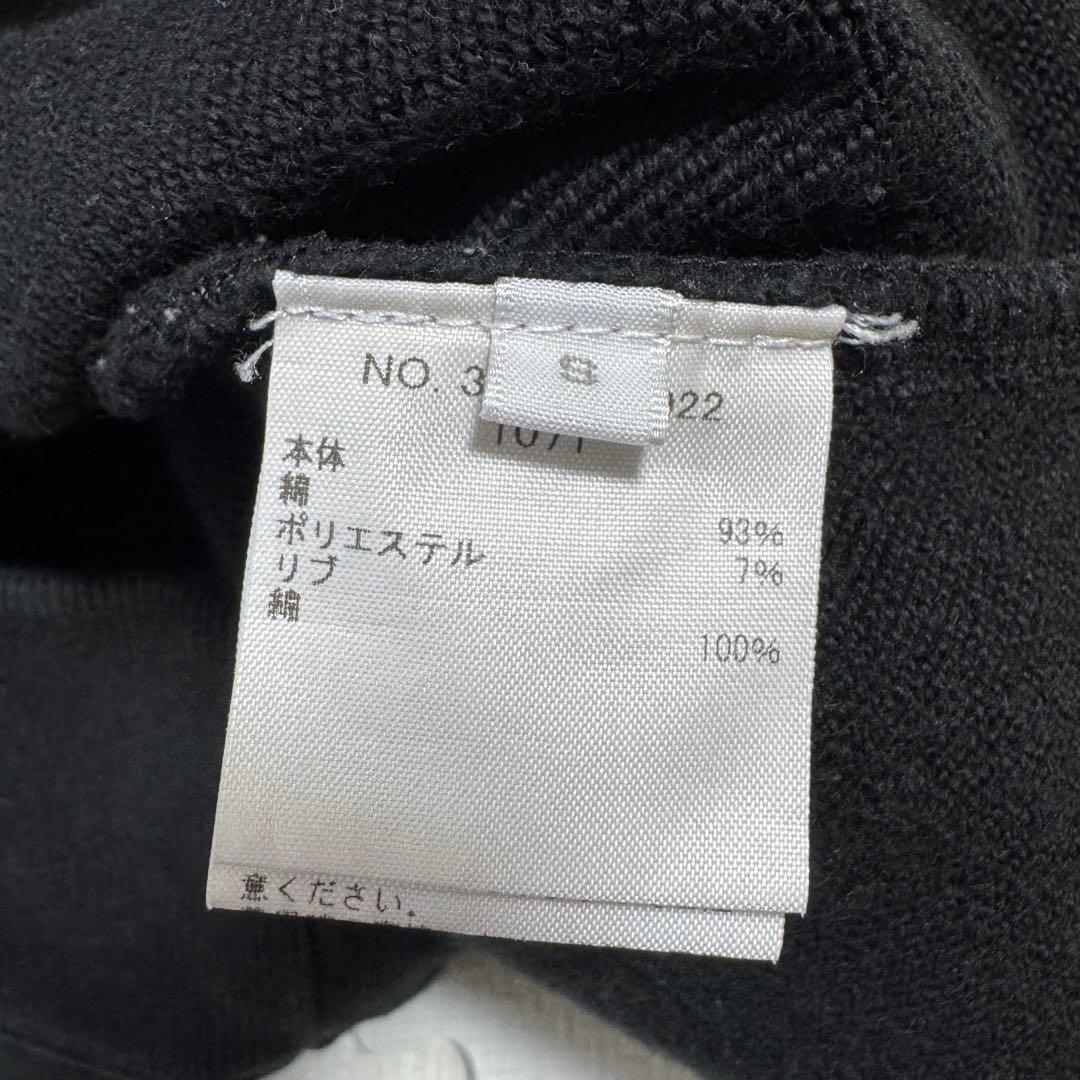 S
NO. 3 022
1071
本体
綿 93%
ポリエステル 7%
リブ
綿 100%
意ください。